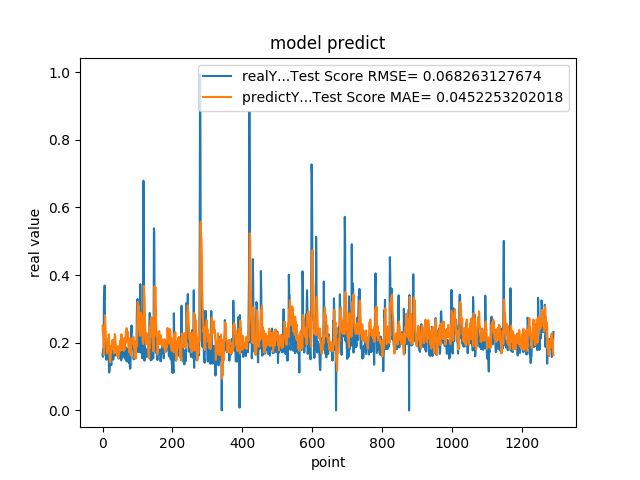 model predict
realY...Test Score RMSE= 0.068263127674
predictY...Test Score MAE= 0.0452253202018
real value
1.0
0.8
0.6
0.4
0.2
0.0
0 200 400 600 800 1000 1200
point